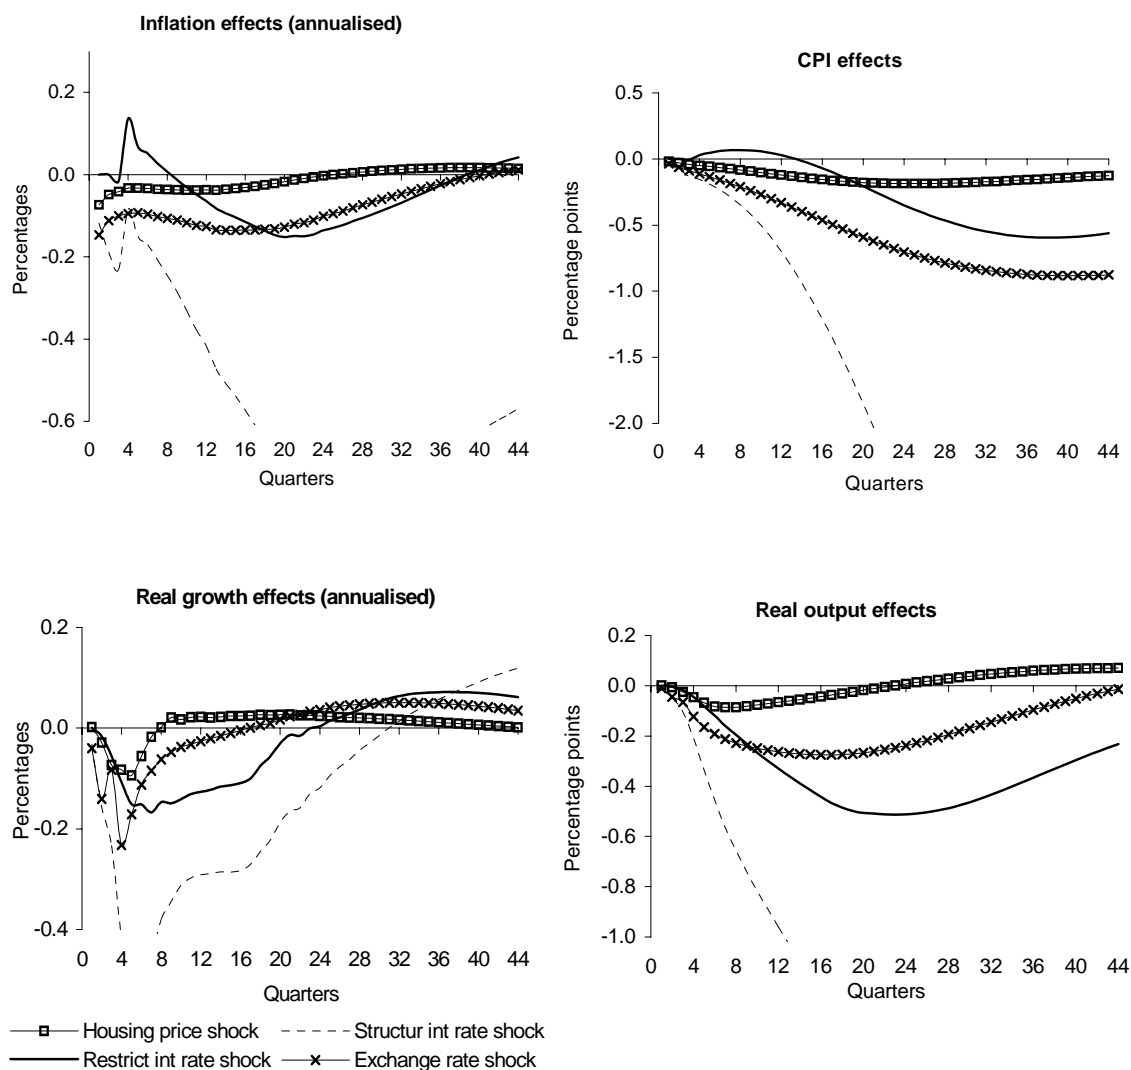 Inflation effects (annualised)
0.2
0.0
-0.2
-0.4
-0.6
Percentages
0 4 8 12 16 20 24 28 32 36 40 44
Quarters
CPI effects
0.5
0.0
-0.5
-1.0
-1.5
-2.0
Percentage points
0 4 8 12 16 20 24 28 32 36 40 44
Quarters
Real growth effects (annualised)
0.2
0.0
-0.2
-0.4
Percentages
0 4 8 12 16 20 24 28 32 36 40 44
Quarters
Real output effects
0.2
0.0
-0.2
-0.4
-0.6
-0.8
-1.0
Percentage points
0 4 8 12 16 20 24 28 32 36 40 44
Quarters
Housing price shock
Structur int rate shock
Restrict int rate shock
Exchange rate shock